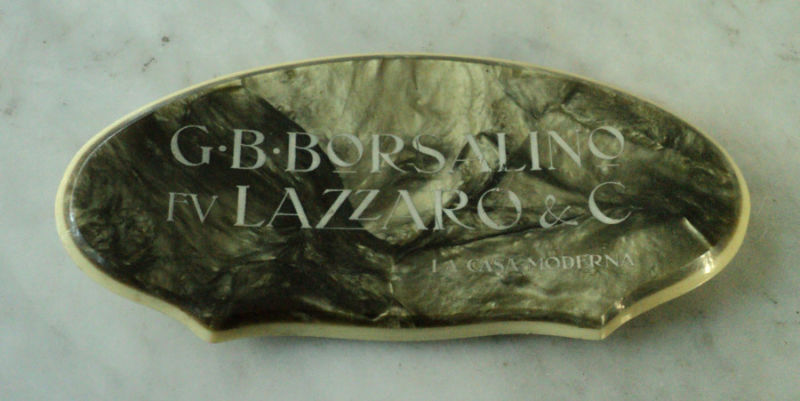 G·B·BORSALINO
FV LAZZARO & C
LA CASA MODERNA